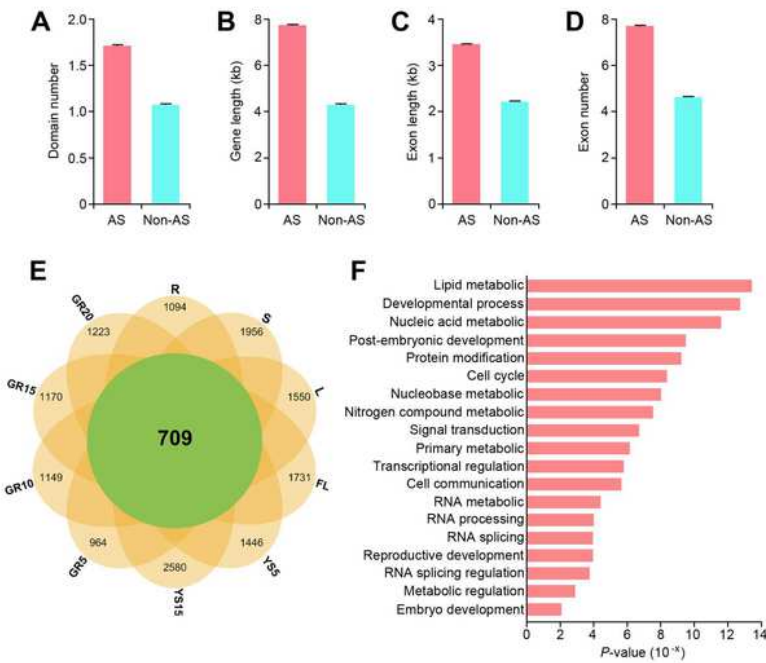 A
Domain number
2.0
1.5
1.0
0.5
0.0
AS
Non-AS
B
Gene length (kb)
8
6
4
2
0
AS
Non-AS
C
Exon length (kb)
4
3
2
1
0
AS
Non-AS
D
Exon number
8
6
4
2
0
AS
Non-AS
E
R
1094
S
1956
L
1550
FL
1731
YS5
1446
YS15
2580
GR5
964
GR10
1149
GR15
1170
GR20
1223
709
F
Lipid metabolic
Developmental process
Nucleic acid metabolic
Post-embryonic development
Protein modification
Cell cycle
Nucleobase metabolic
Nitrogen compound metabolic
Signal transduction
Primary metabolic
Transcriptional regulation
Cell communication
RNA metabolic
RNA processing
RNA splicing
Reproductive development
RNA splicing regulation
Metabolic regulation
Embryo development
0 2 4 6 8 10 12 14
P-value (10⁻ˣ)